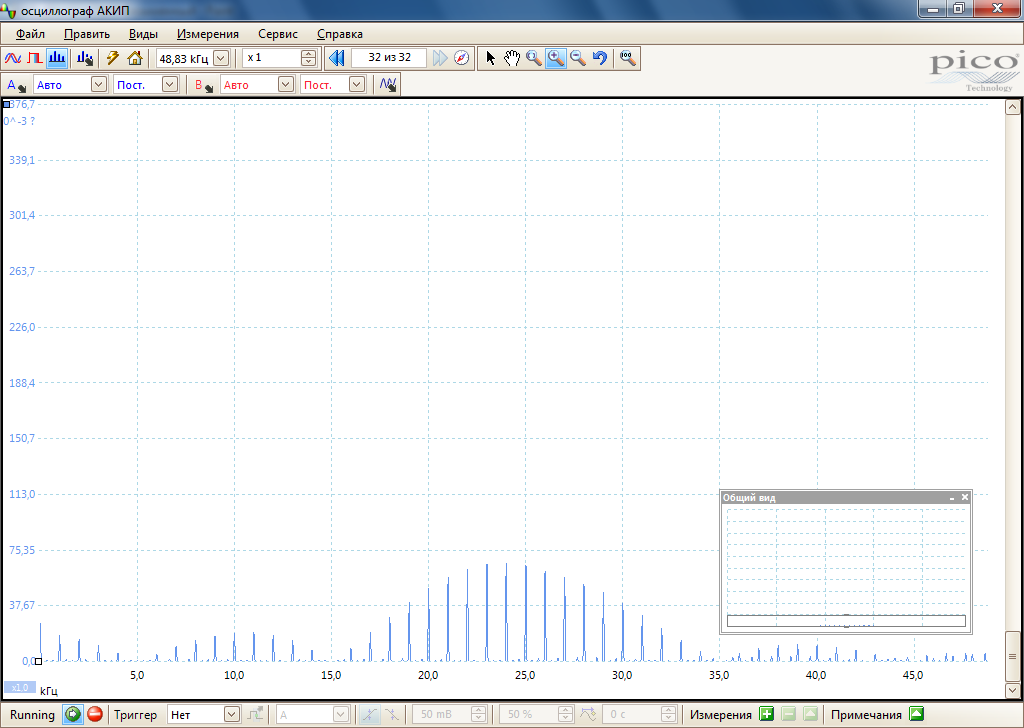 осциллограф АКИП
Файл Править Виды Измерения Сервис Справка
48,83 кГц x 1 32 из 32
pico
Technology
A Авто Пост. B Авто Пост.
376,7
0^-3 ?
339,1
301,4
263,7
226,0
188,4
150,7
113,0
75,35
37,67
0,0
Общий вид
5,0 10,0 15,0 20,0 25,0 30,0 35,0 40,0 45,0
x1,0
кГц
Running Триггер Нет A 50 mB 50 % 0 с Измерения Примечания